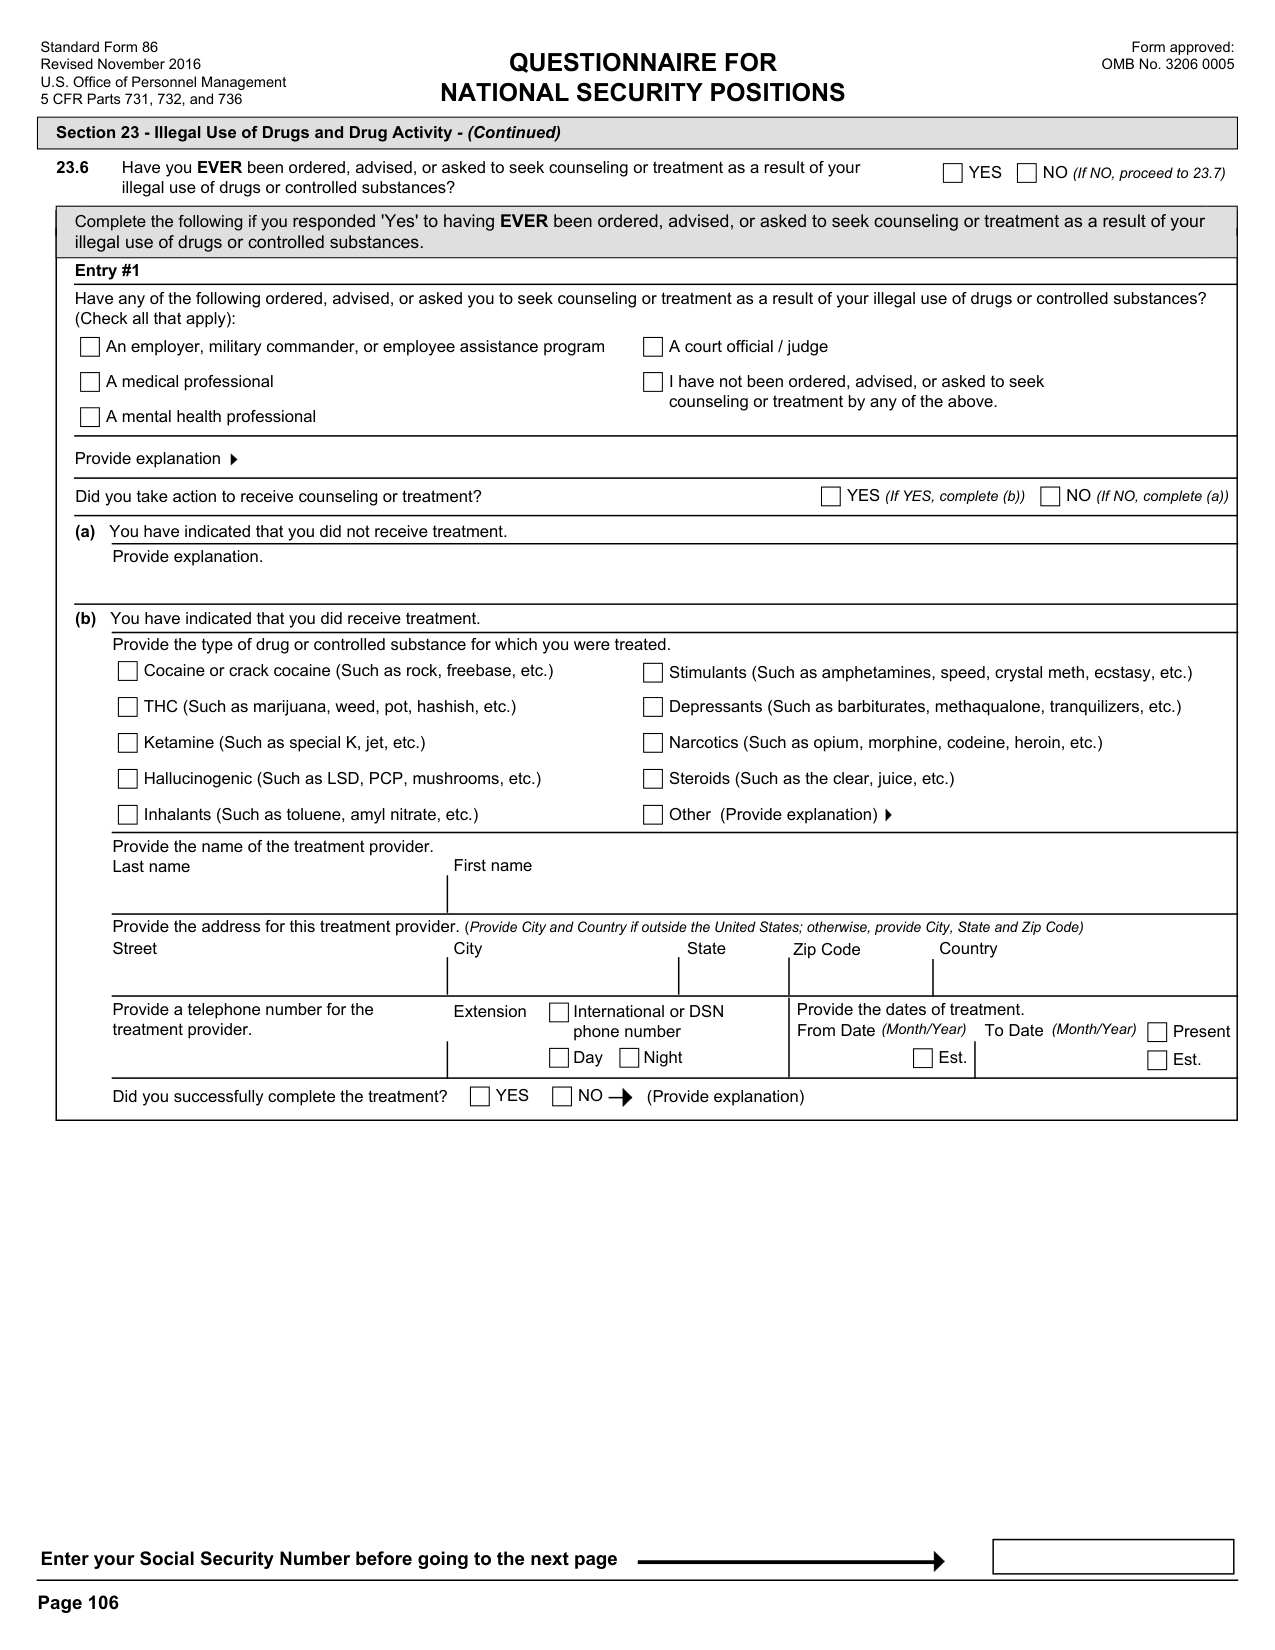 Standard Form 86
Revised November 2016
U.S. Office of Personnel Management
5 CFR Parts 731, 732, and 736
QUESTIONNAIRE FOR
NATIONAL SECURITY POSITIONS
Form approved:
OMB No. 3206 0005
Section 23 - Illegal Use of Drugs and Drug Activity - (Continued)
23.6 Have you EVER been ordered, advised, or asked to seek counseling or treatment as a result of your
illegal use of drugs or controlled substances?
YES NO (If NO, proceed to 23.7)
Complete the following if you responded 'Yes' to having EVER been ordered, advised, or asked to seek counseling or treatment as a result of your
illegal use of drugs or controlled substances.
Entry #1
Have any of the following ordered, advised, or asked you to seek counseling or treatment as a result of your illegal use of drugs or controlled substances?
(Check all that apply):
An employer, military commander, or employee assistance program
A medical professional
A mental health professional
A court official / judge
I have not been ordered, advised, or asked to seek
counseling or treatment by any of the above.
Provide explanation
Did you take action to receive counseling or treatment? YES (If YES, complete (b)) NO (If NO, complete (a))
(a) You have indicated that you did not receive treatment.
Provide explanation.
(b) You have indicated that you did receive treatment.
Provide the type of drug or controlled substance for which you were treated.
Cocaine or crack cocaine (Such as rock, freebase, etc.)
THC (Such as marijuana, weed, pot, hashish, etc.)
Ketamine (Such as special K, jet, etc.)
Hallucinogenic (Such as LSD, PCP, mushrooms, etc.)
Inhalants (Such as toluene, amyl nitrate, etc.)
Stimulants (Such as amphetamines, speed, crystal meth, ecstasy, etc.)
Depressants (Such as barbiturates, methaqualone, tranquilizers, etc.)
Narcotics (Such as opium, morphine, codeine, heroin, etc.)
Steroids (Such as the clear, juice, etc.)
Other (Provide explanation)
Provide the name of the treatment provider.
Last name First name
Provide the address for this treatment provider. (Provide City and Country if outside the United States; otherwise, provide City, State and Zip Code)
Street City State Zip Code Country
Provide a telephone number for the
treatment provider.
Extension
International or DSN
phone number
Day Night
Provide the dates of treatment.
From Date (Month/Year) To Date (Month/Year) Present
Est. Est.
Did you successfully complete the treatment? YES NO (Provide explanation)
Enter your Social Security Number before going to the next page
Page 106